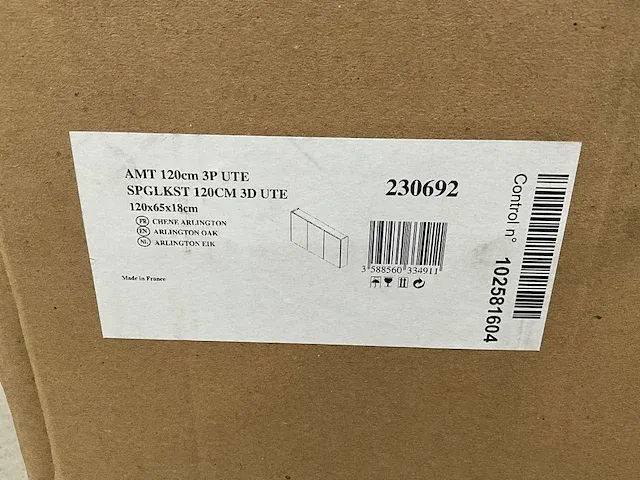 AMT 120cm 3P UTE
SPGLKST 120CM 3D UTE
120x65x18cm
FR CHENE ARLINGTON
EN ARLINGTON OAK
NL ARLINGTON EIK
Made in France
230692
3 588560 334911
Control n° 102581604